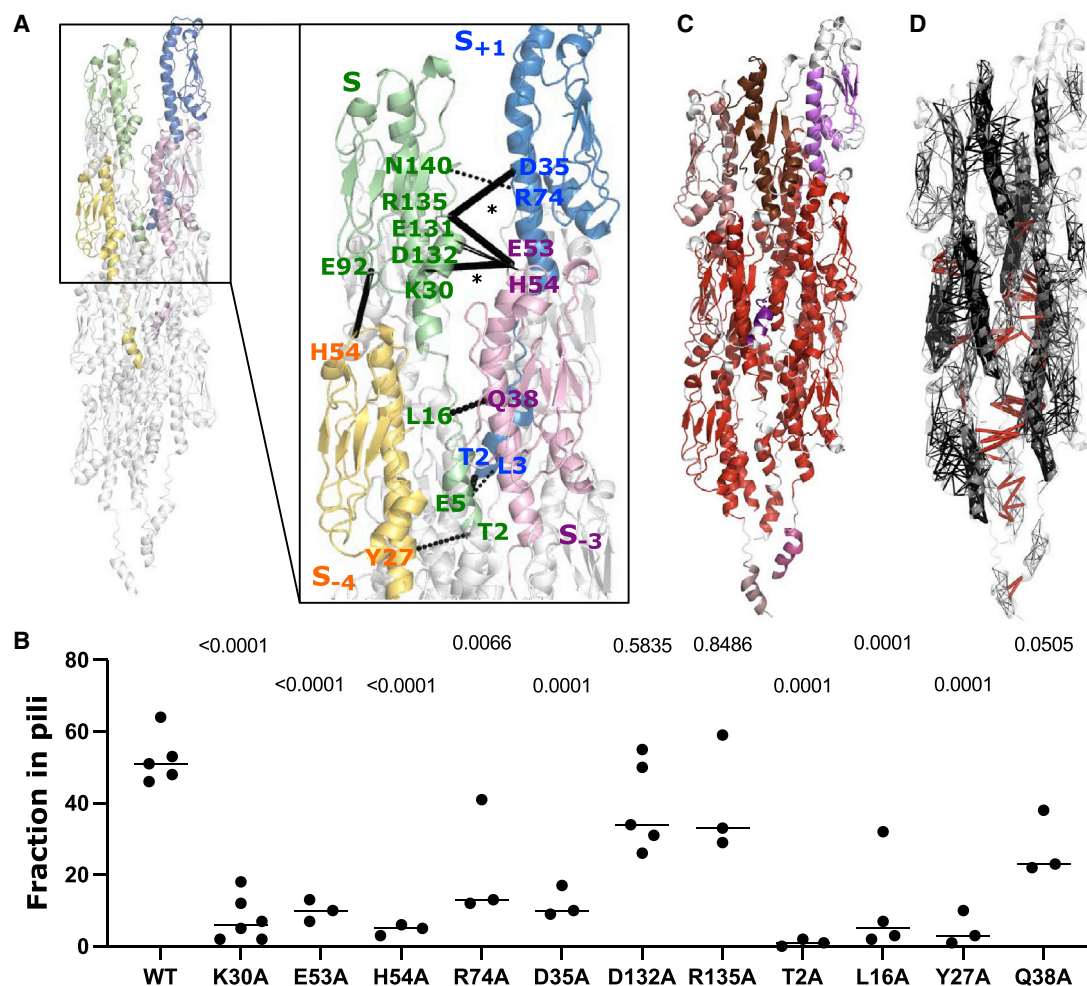 A
C
D
S+1
S
N140
D35
R135
R74
*
E131
E53
D132
E92
*
H54
K30
H54
L16
Q38
T2
L3
E5
T2
S-3
Y27
S-4
B
<0.0001
0.0066
0.5835
0.8486
0.0001
0.0505
<0.0001
<0.0001
0.0001
0.0001
0.0001
Fraction in pili
80
60
40
20
0
WT K30A E53A H54A R74A D35A D132A R135A T2A L16A Y27A Q38A